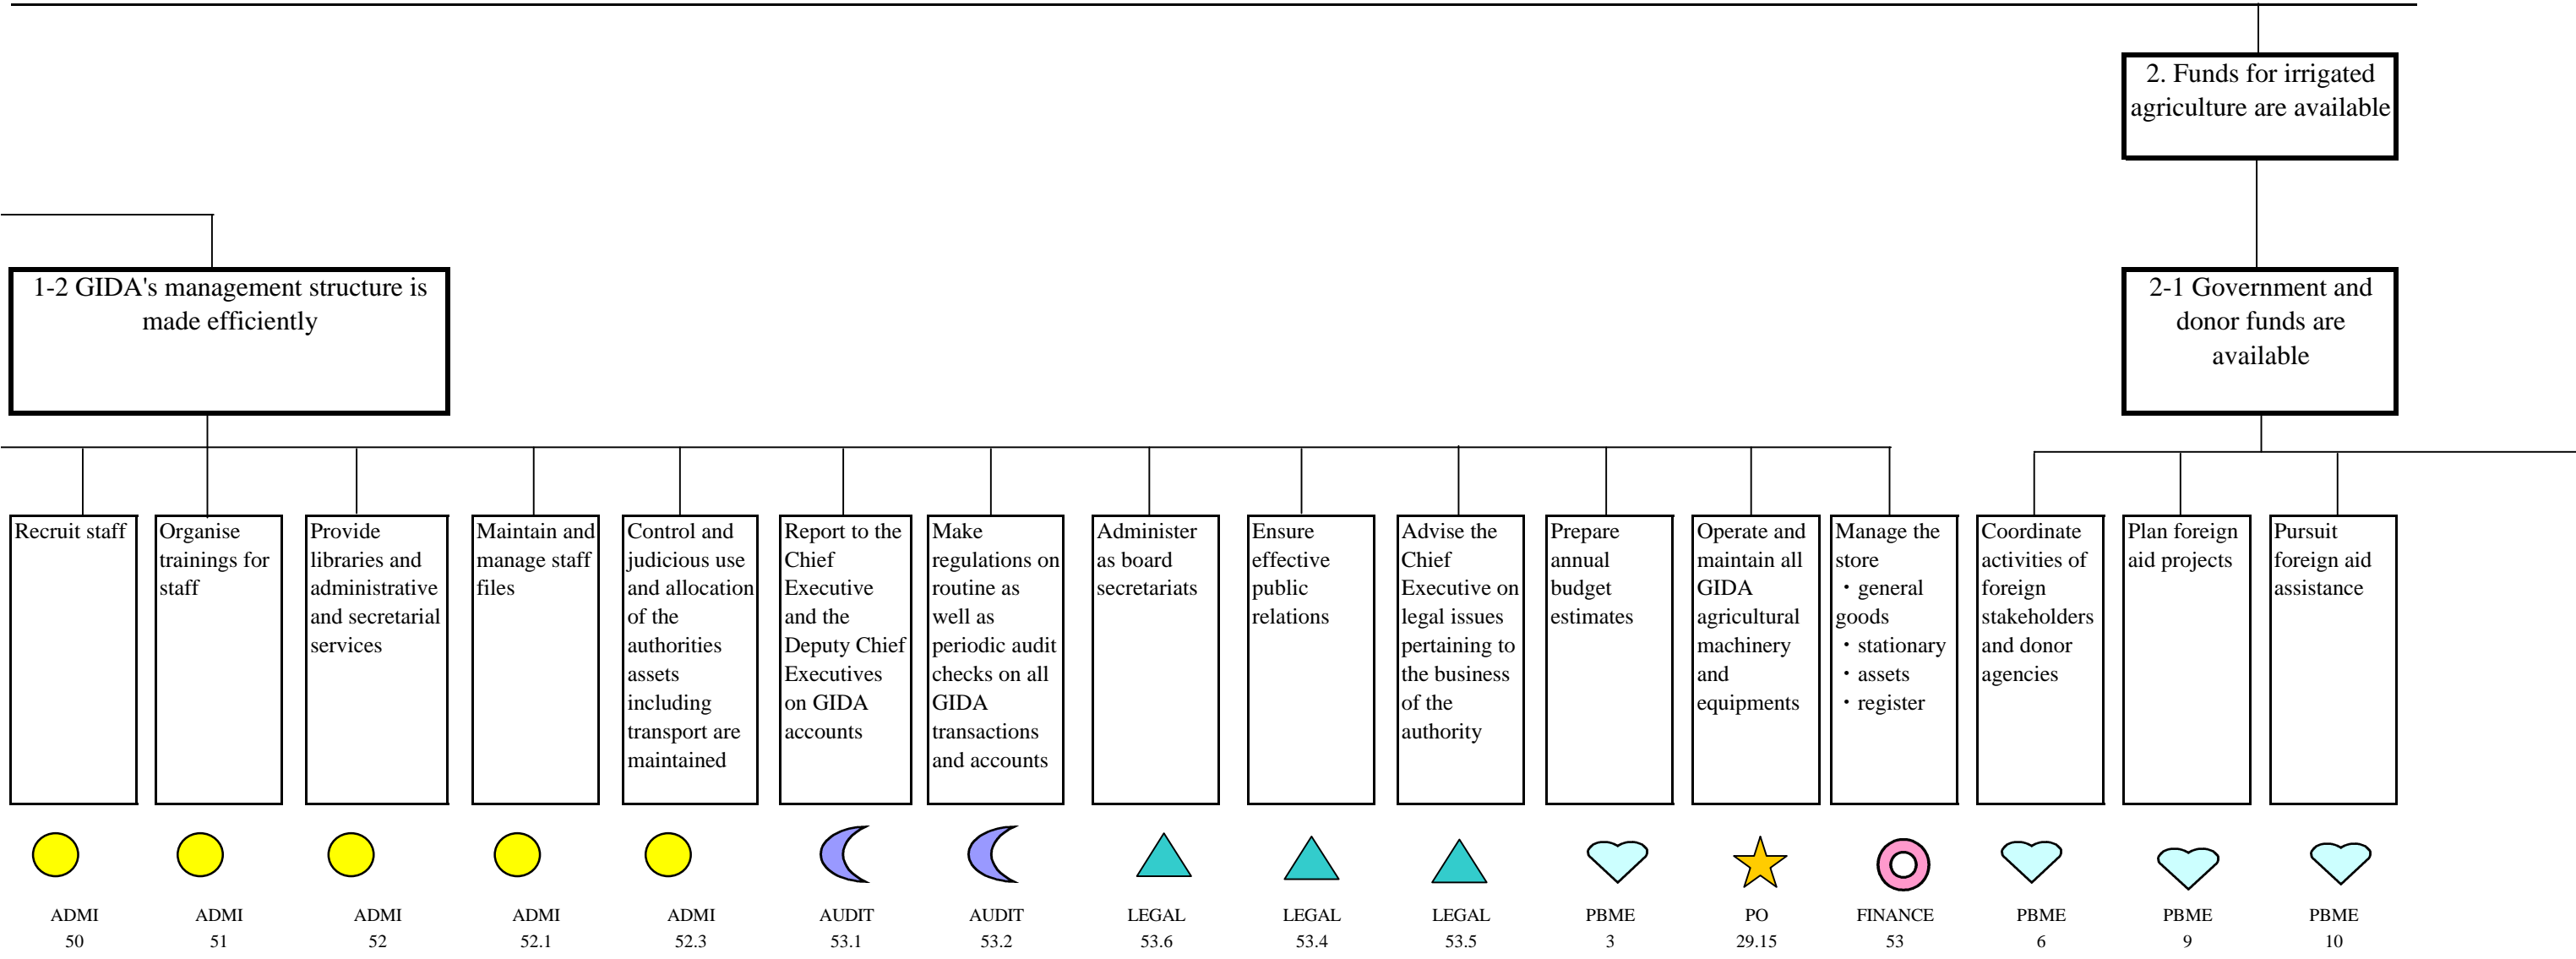 2. Funds for irrigated
agriculture are available
1-2 GIDA's management structure is
made efficiently
2-1 Government and
donor funds are
available
Recruit staff
Organise
trainings for
staff
Provide
libraries and
administrative
and secretarial
services
Maintain and
manage staff
files
Control and
judicious use
and allocation
of the
authorities
assets
including
transport are
maintained
Report to the
Chief
Executive
and the
Deputy Chief
Executives
on GIDA
accounts
Make
regulations on
routine as
well as
periodic audit
checks on all
GIDA
transactions
and accounts
Administer
as board
secretariats
Ensure
effective
public
relations
Advise the
Chief
Executive on
legal issues
pertaining to
the business
of the
authority
Prepare
annual
budget
estimates
Operate and
maintain all
GIDA
agricultural
machinery
and
equipments
Manage the
store
・general
goods
・stationary
・assets
・register
Coordinate
activities of
foreign
stakeholders
and donor
agencies
Plan foreign
aid projects
Pursuit
foreign aid
assistance
ADMI
50
ADMI
51
ADMI
52
ADMI
52.1
ADMI
52.3
AUDIT
53.1
AUDIT
53.2
LEGAL
53.6
LEGAL
53.4
LEGAL
53.5
PBME
3
PO
29.15
FINANCE
53
PBME
6
PBME
9
PBME
10